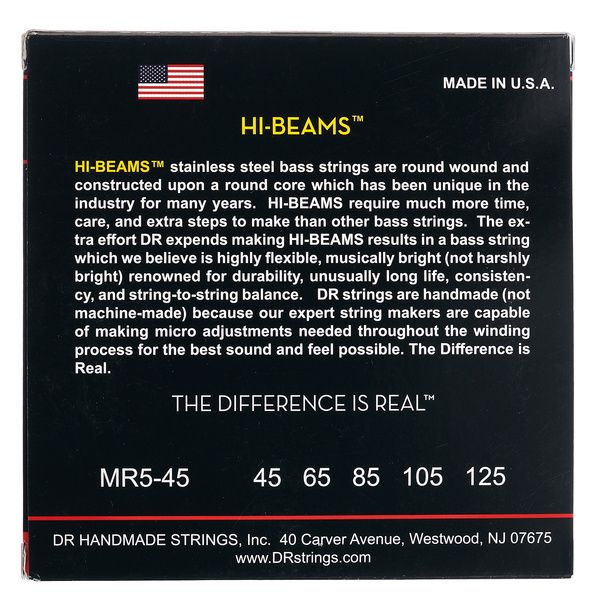 MADE IN U.S.A.
HI-BEAMS™
HI-BEAMS™ stainless steel bass strings are round wound and
constructed upon a round core which has been unique in the
industry for many years. HI-BEAMS require much more time,
care, and extra steps to make than other bass strings. The ex-
tra effort DR expends making HI-BEAMS results in a bass string
which we believe is highly flexible, musically bright (not harshly
bright) renowned for durability, unusually long life, consisten-
cy, and string-to-string balance. DR strings are handmade (not
machine-made) because our expert string makers are capable
of making micro adjustments needed throughout the winding
process for the best sound and feel possible. The Difference is
Real.
THE DIFFERENCE IS REAL™
MR5-45 45 65 85 105 125
DR HANDMADE STRINGS, Inc. 40 Carver Avenue, Westwood, NJ 07675
www.DRstrings.com